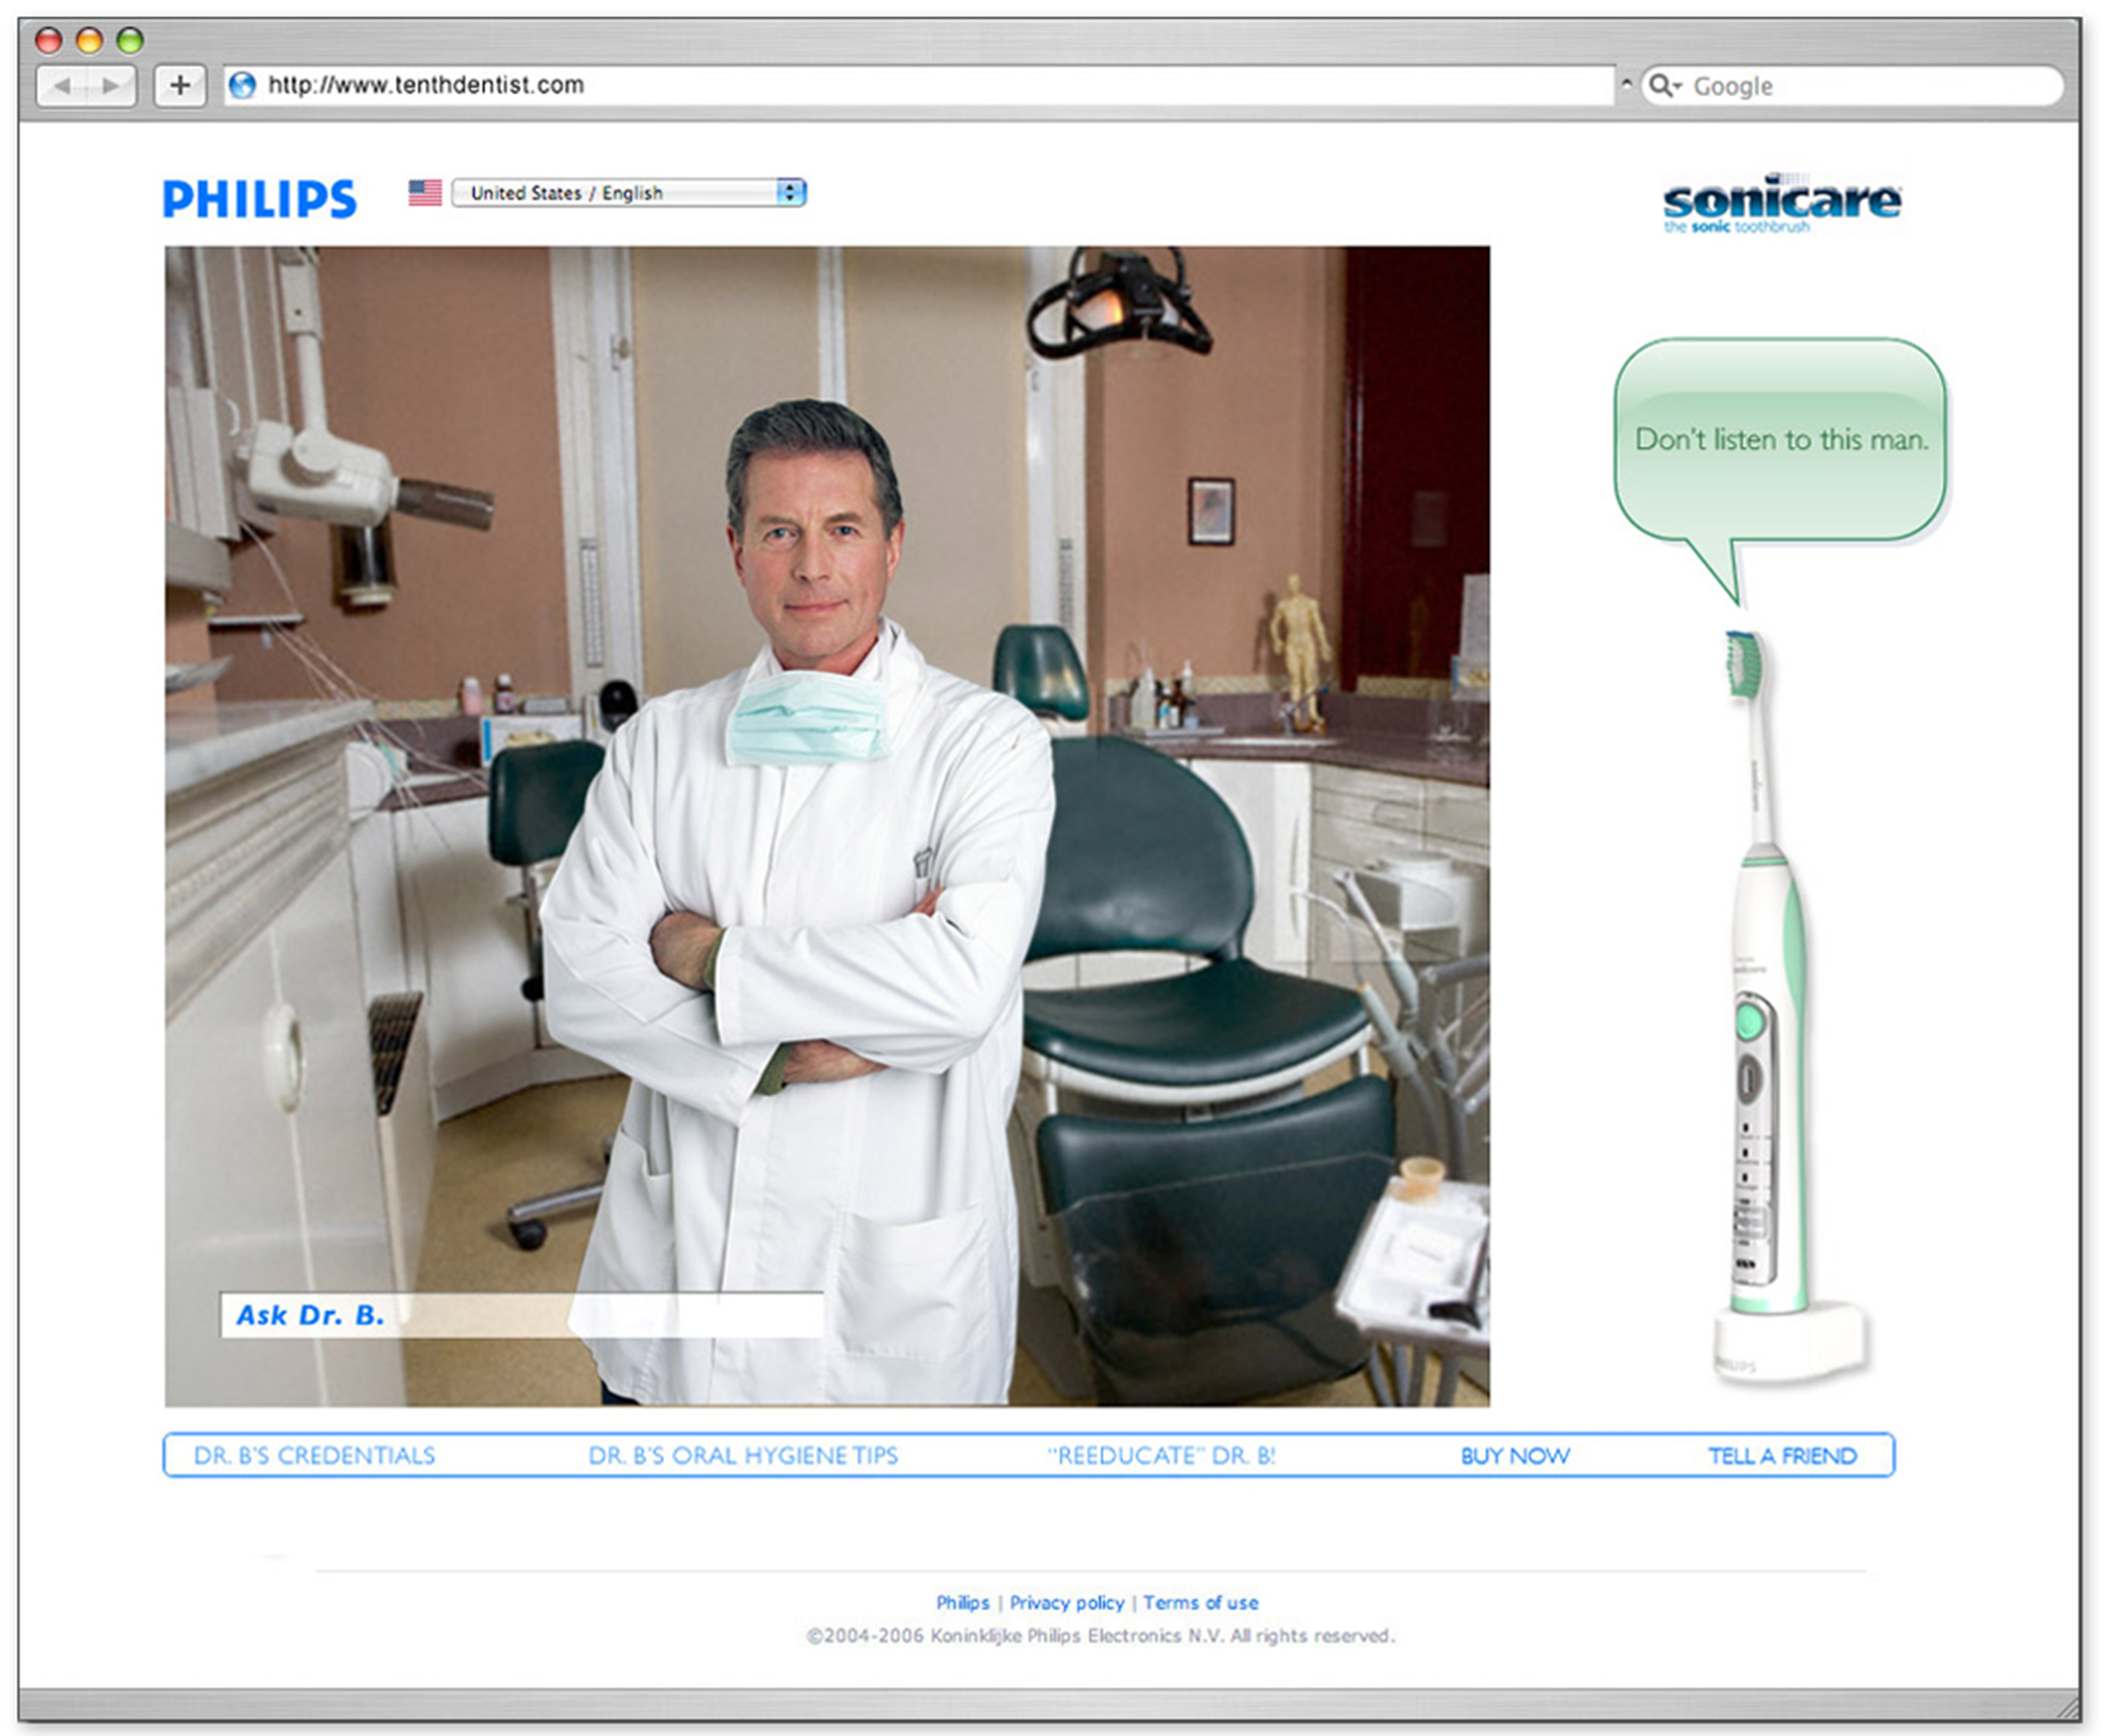 http://www.tenthdentist.com
Google
PHILIPS
United States / English
sonicare
the sonic toothbrush
Don't listen to this man.
sonicare
PHILIPS
Ask Dr. B.
DR. B'S CREDENTIALS
DR. B'S ORAL HYGIENE TIPS
"REEDUCATE" DR. B!
BUY NOW
TELL A FRIEND
Philips | Privacy policy | Terms of use
©2004-2006 Koninklijke Philips Electronics N.V. All rights reserved.